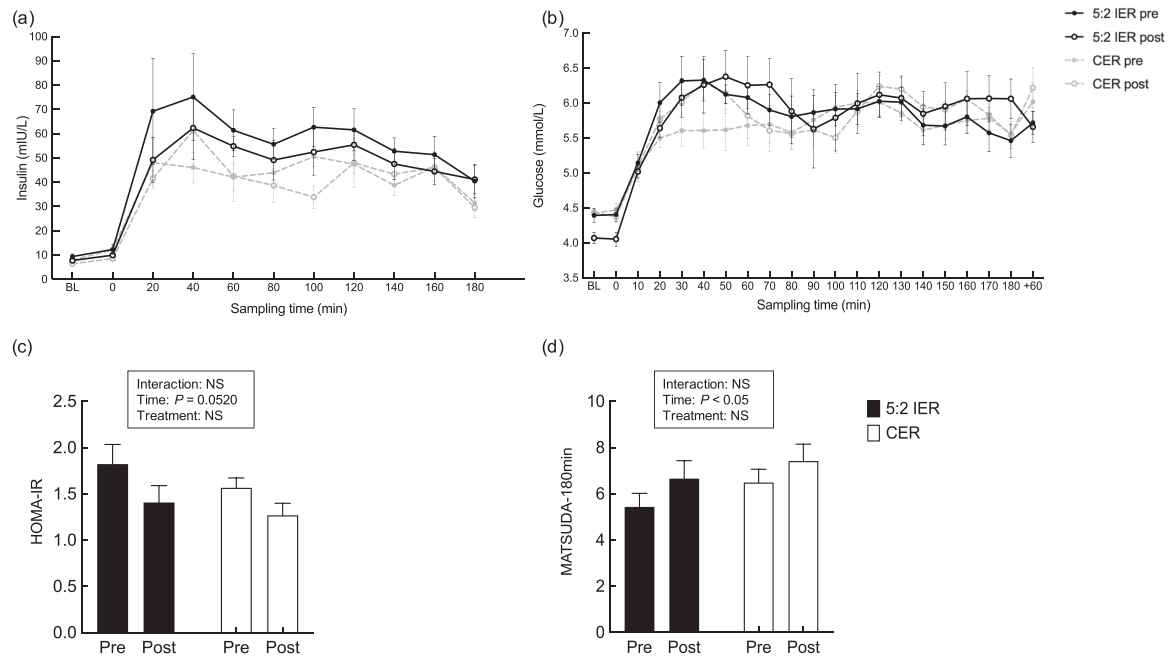 (a)
(b)
5:2 IER pre
5:2 IER post
CER pre
CER post
Insulin (mIU/L)
100
90
80
70
60
50
40
30
20
10
0
BL 0 20 40 60 80 100 120 140 160 180
Sampling time (min)
Glucose (mmol/L)
7.0
6.5
6.0
5.5
5.0
4.5
4.0
3.5
BL 0 10 20 30 40 50 60 70 80 90 100 110 120 130 140 150 160 170 180 +60
Sampling time (min)
(c)
Interaction: NS
Time: P = 0.0520
Treatment: NS
HOMA-IR
2.5
2.0
1.5
1.0
0.5
0.0
Pre Post Pre Post
(d)
Interaction: NS
Time: P < 0.05
Treatment: NS
MATSUDA-180min
10
8
6
4
2
0
Pre Post Pre Post
5:2 IER
CER